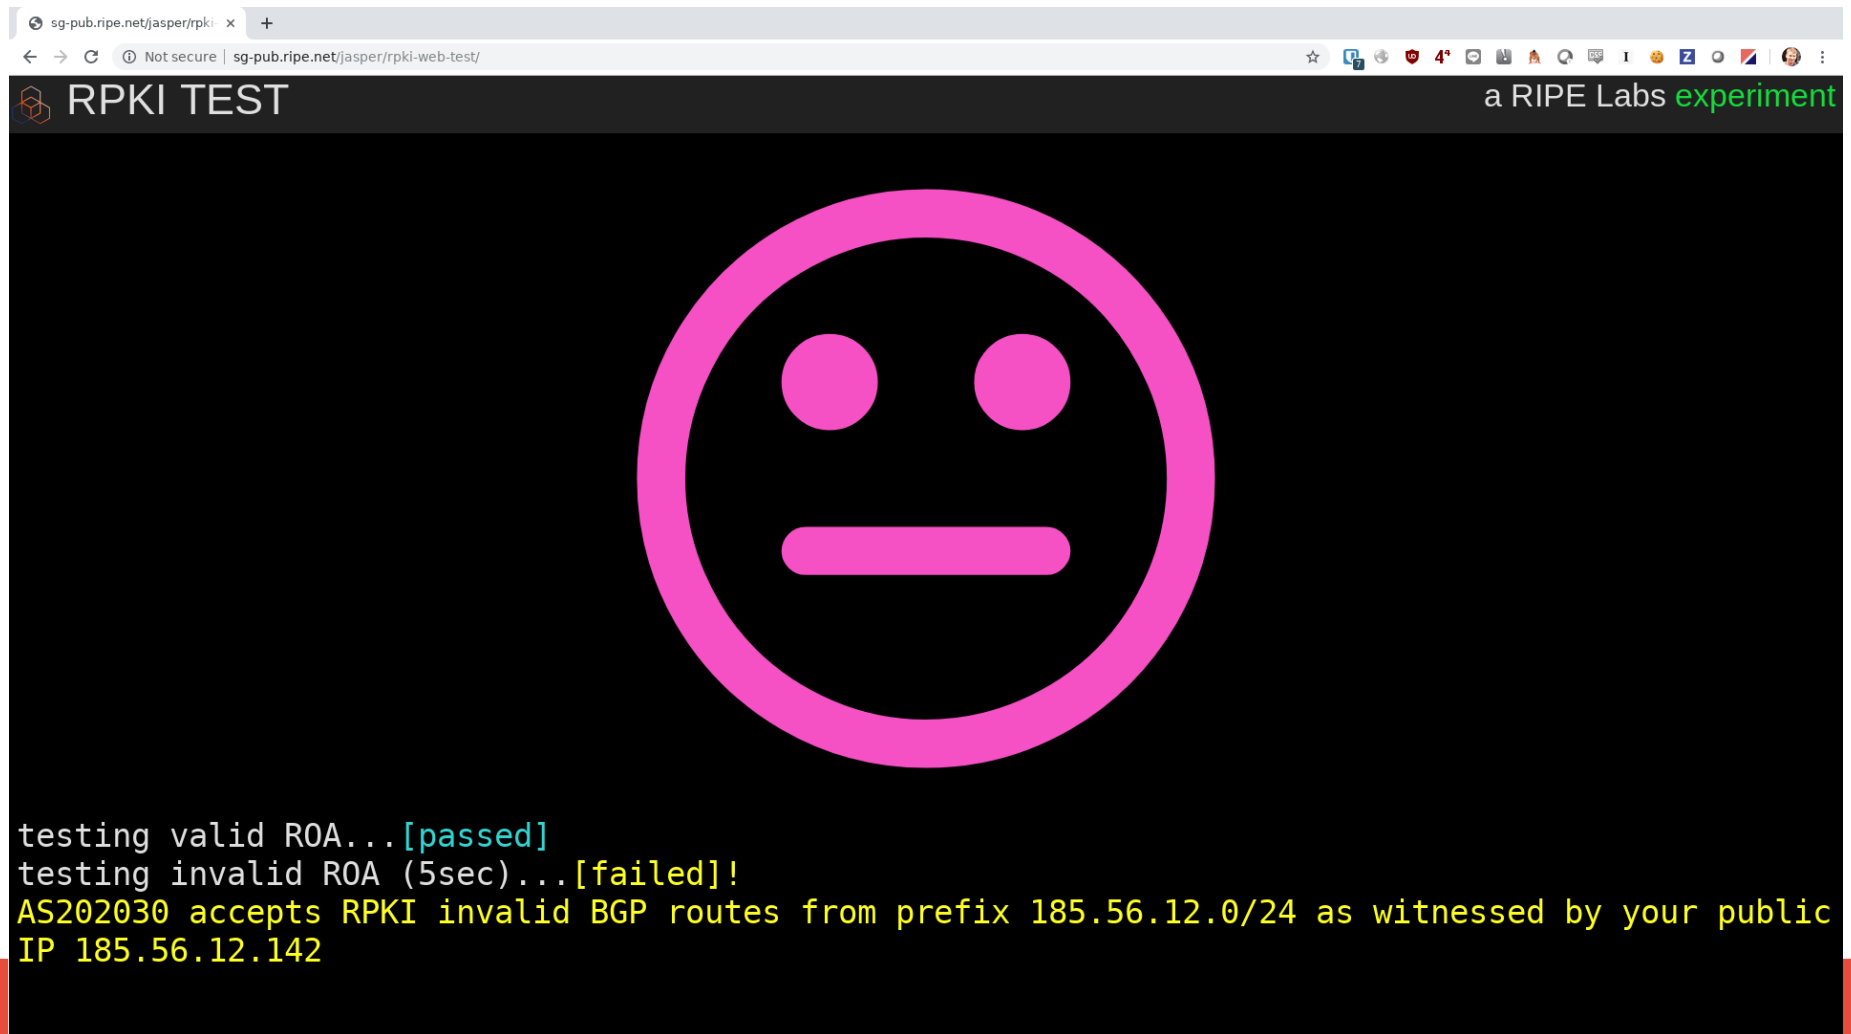 sg-pub.ripe.net/jasper/rpki-
Not secure sg-pub.ripe.net/jasper/rpki-web-test/
RPKI TEST
a RIPE Labs experiment
testing valid ROA...[passed]
testing invalid ROA (5sec)...[failed]!
AS202030 accepts RPKI invalid BGP routes from prefix 185.56.12.0/24 as witnessed by your public
IP 185.56.12.142